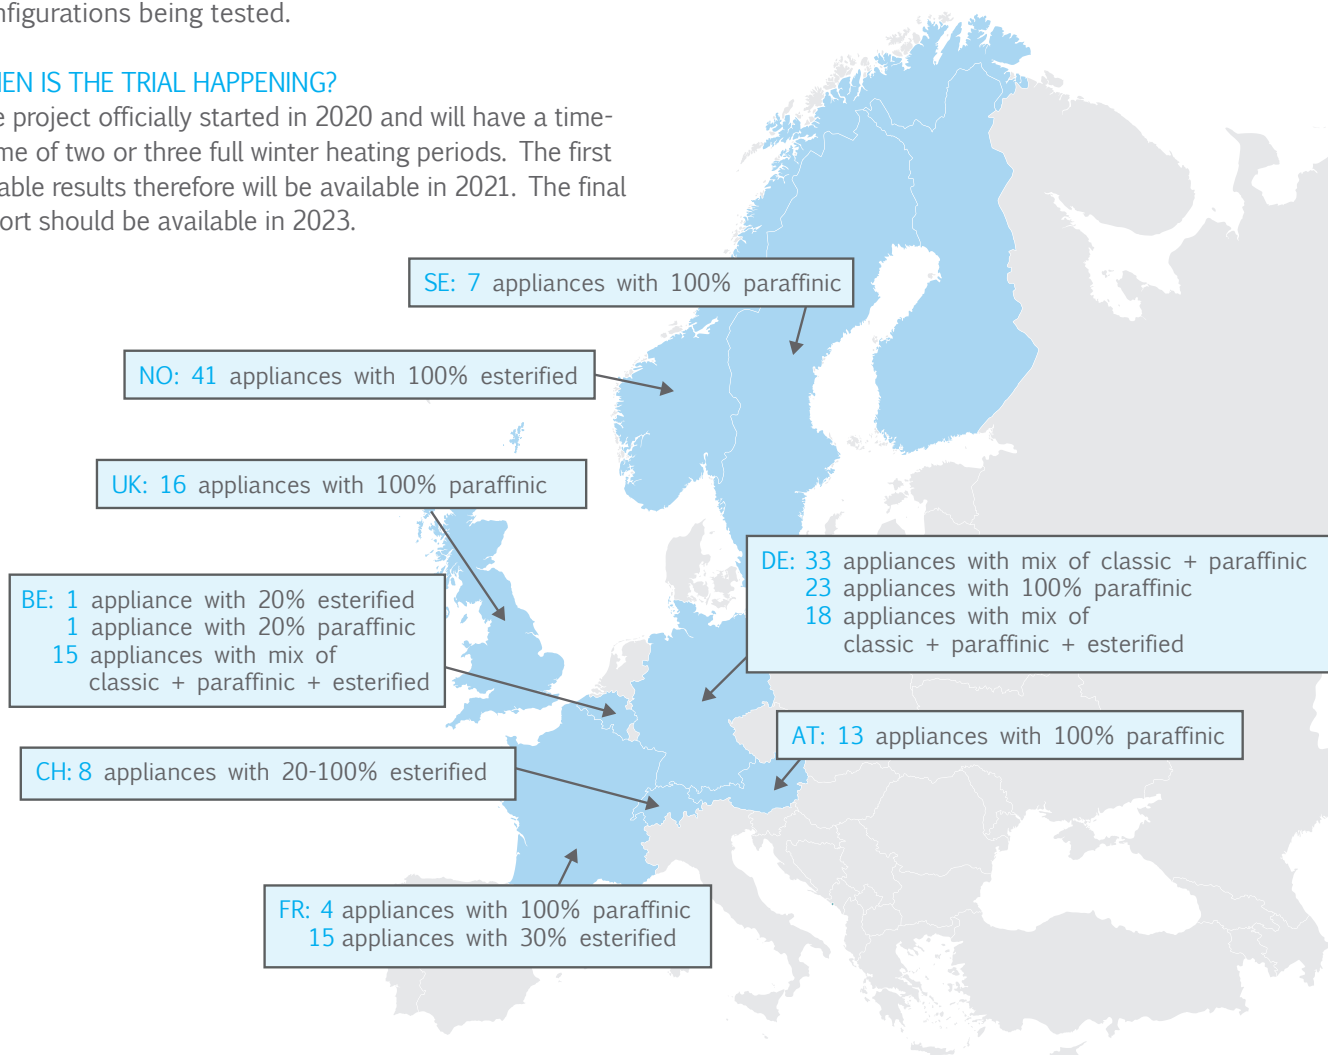 nfigurations being tested.
HEN IS THE TRIAL HAPPENING?
e project officially started in 2020 and will have a time-
me of two or three full winter heating periods. The first
able results therefore will be available in 2021. The final
ort should be available in 2023.
SE: 7 appliances with 100% paraffinic
NO: 41 appliances with 100% esterified
UK: 16 appliances with 100% paraffinic
DE: 33 appliances with mix of classic + paraffinic
23 appliances with 100% paraffinic
18 appliances with mix of
classic + paraffinic + esterified
BE: 1 appliance with 20% esterified
1 appliance with 20% paraffinic
15 appliances with mix of
classic + paraffinic + esterified
AT: 13 appliances with 100% paraffinic
CH: 8 appliances with 20-100% esterified
FR: 4 appliances with 100% paraffinic
15 appliances with 30% esterified